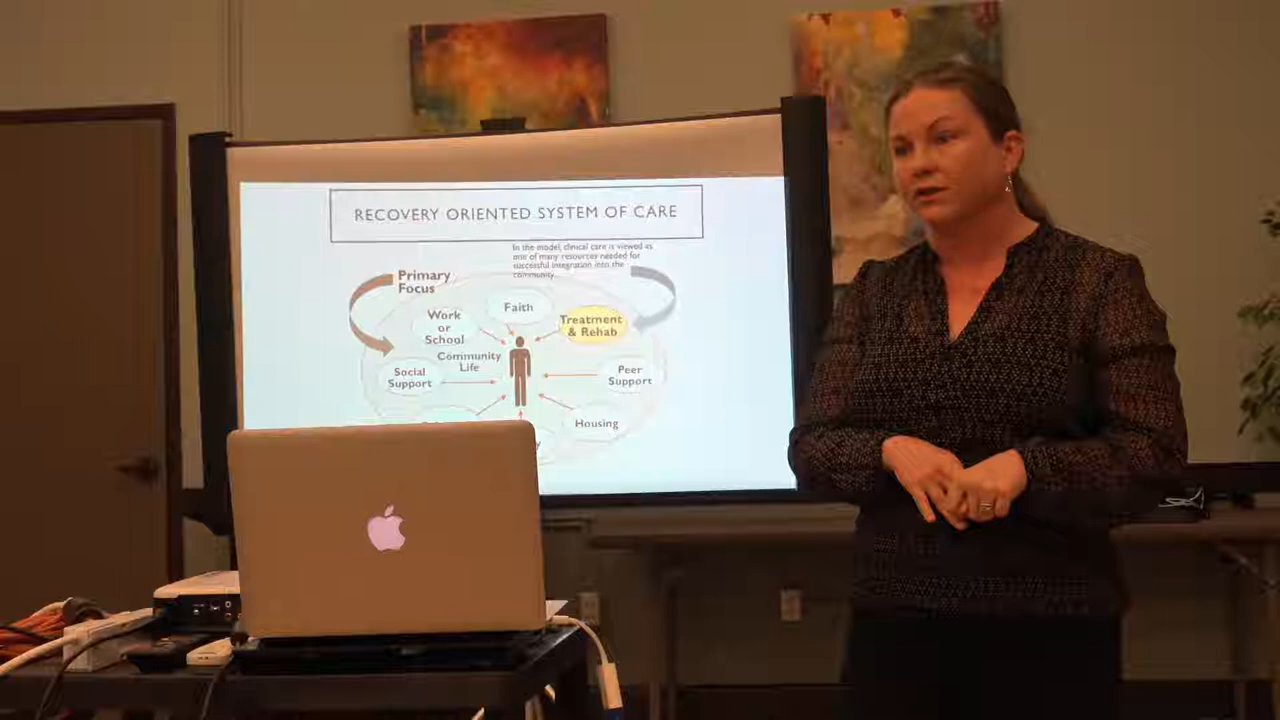 RECOVERY ORIENTED SYSTEM OF CARE
In the model, clinical care is viewed as
one of many resources needed for
successful integration into the
community.
Primary
Focus
Faith
Work
or
School
Treatment
& Rehab
Community
Life
Social
Support
Peer
Support
Housing